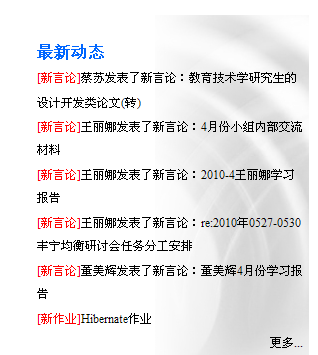 最新动态
[新言论]蔡苏发表了新言论：教育技术学研究生的
设计开发类论文(转)
[新言论]王丽娜发表了新言论：4月份小组内部交流
材料
[新言论]王丽娜发表了新言论：2010-4王丽娜学习
报告
[新言论]王丽娜发表了新言论：re:2010年0527-0530
丰宁均衡研讨会任务分工安排
[新言论]董美辉发表了新言论：董美辉4月份学习报
告
[新作业]Hibernate作业
更多...